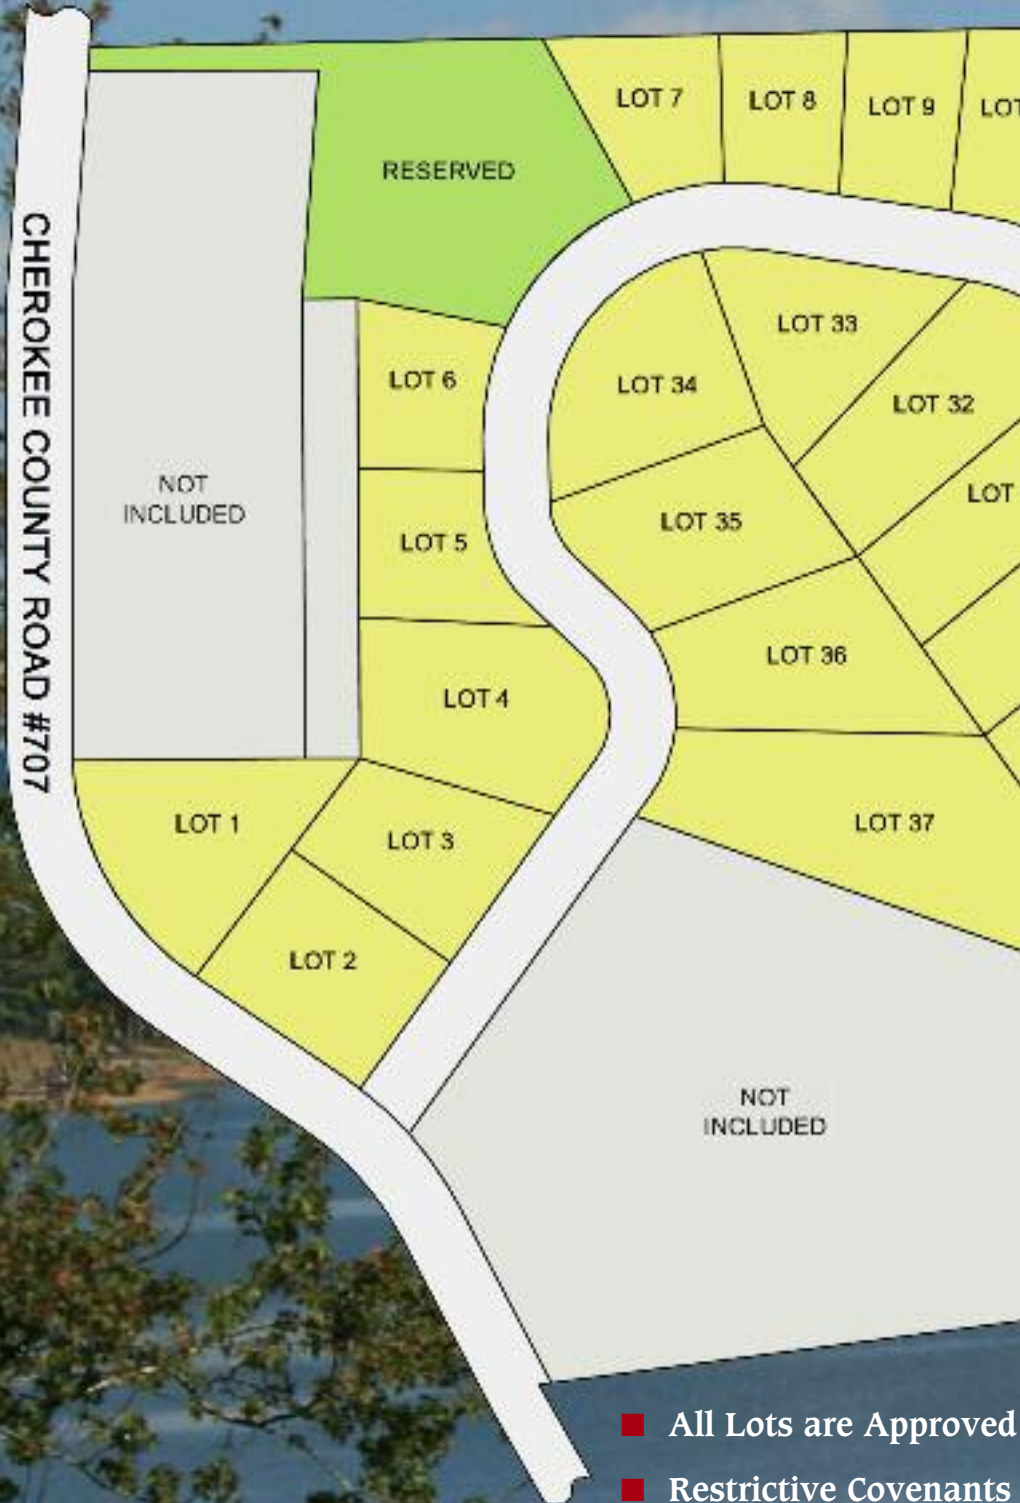 LOT 7
LOT 8
LOT 9
LOT
RESERVED
CHEROKEE COUNTY ROAD #707
LOT 33
LOT 6
LOT 34
LOT 32
NOT
INCLUDED
LOT
LOT 5
LOT 35
LOT 36
LOT 4
LOT 1
LOT 3
LOT 37
LOT 2
NOT
INCLUDED
All Lots are Approved
Restrictive Covenants